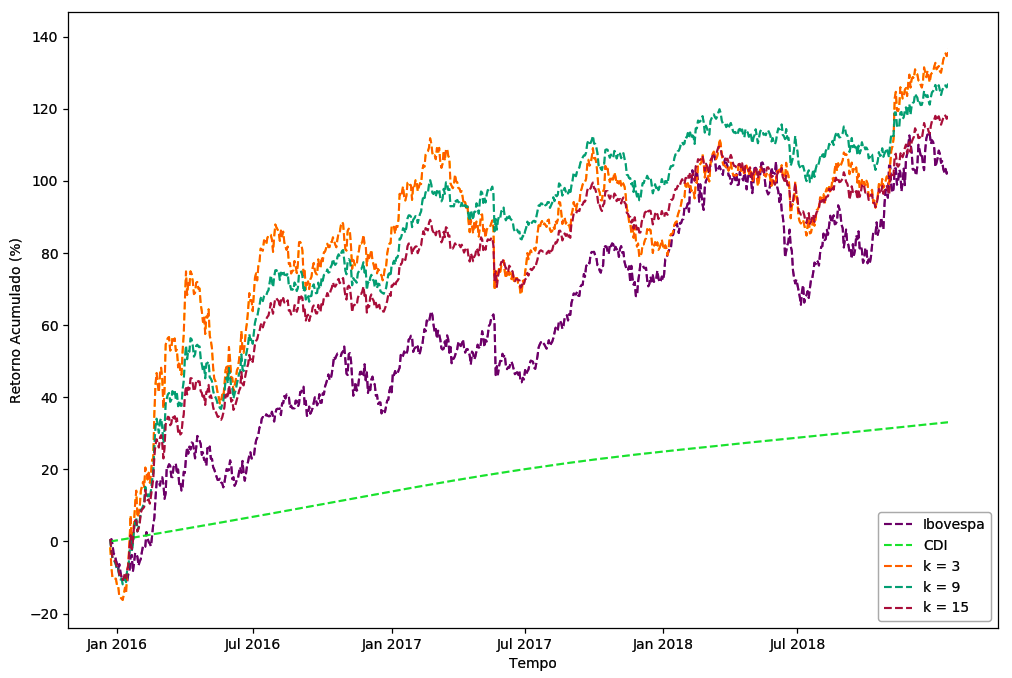 Retorno Acumulado (%)
140
120
100
80
60
40
20
0
−20
Jan 2016
Jul 2016
Jan 2017
Jul 2017
Jan 2018
Jul 2018
Tempo
Ibovespa
CDI
k = 3
k = 9
k = 15